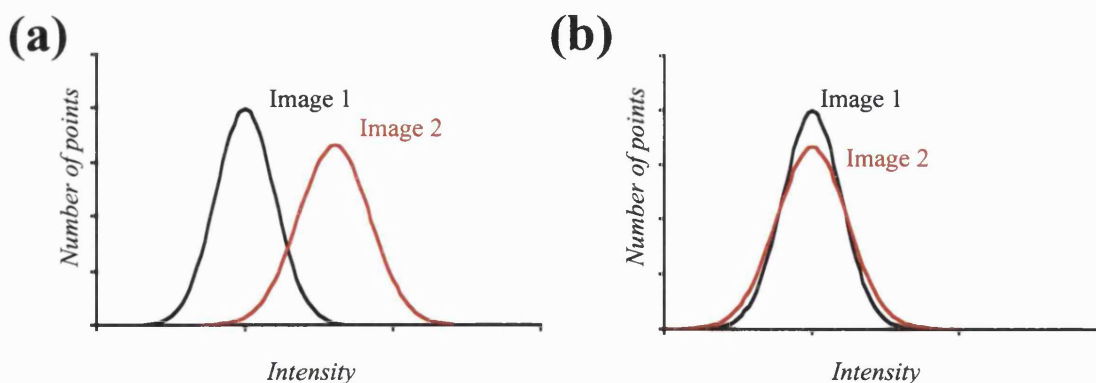 (a)
Number of points
Image 1
Image 2
Intensity
(b)
Number of points
Image 1
Image 2
Intensity